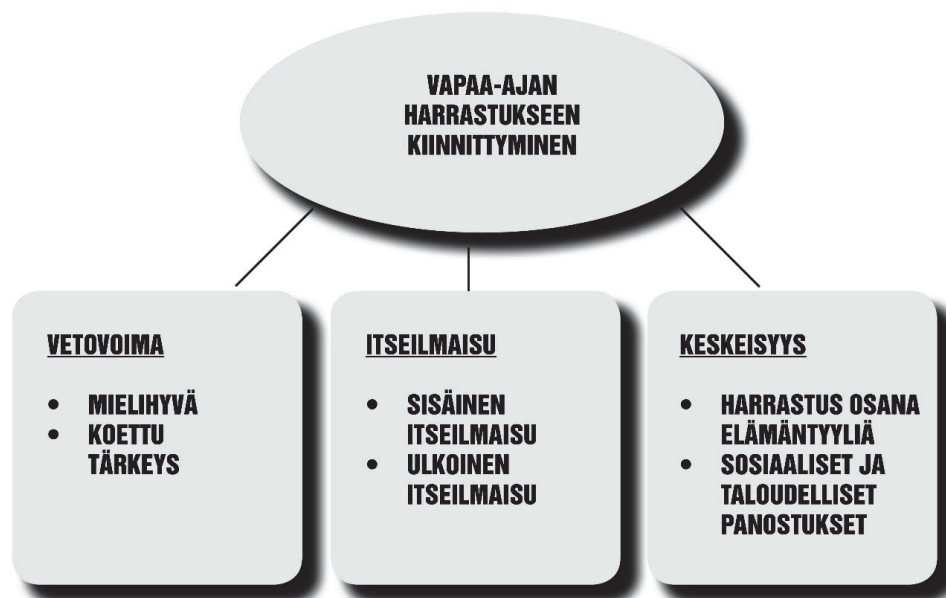 VAPAA-AJAN
HARRASTUKSEEN
KIINNITTYMINEN
VETOVOIMA
• MIELIHYVÄ
• KOETTU
TÄRKEYS
ITSEILMAISU
• SISÄINEN
ITSEILMAISU
• ULKOINEN
ITSEILMAISU
KESKEISYYS
• HARRASTUS OSANA
ELÄMÄNTYYLIÄ
• SOSIAALISET JA
TALOUDELLISET
PANOSTUKSET